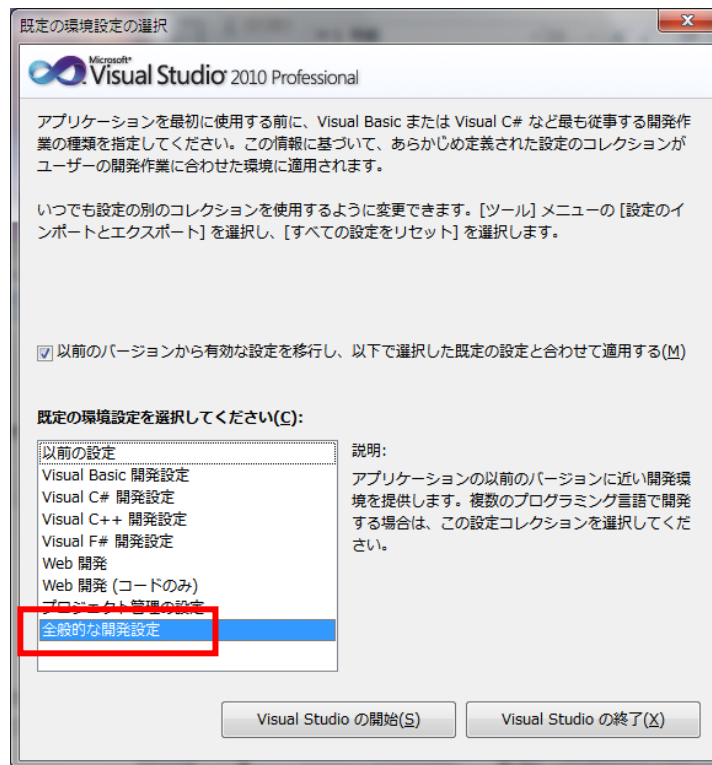 既定の環境設定の選択
Microsoft®
Visual Studio® 2010 Professional
アプリケーションを最初に使用する前に、Visual Basic または Visual C# など最も従事する開発作
業の種類を指定してください。この情報に基づいて、あらかじめ定義された設定のコレクションが
ユーザーの開発作業に合わせた環境に適用されます。
いつでも設定の別のコレクションを使用するように変更できます。[ツール] メニューの [設定のイ
ンポートとエクスポート] を選択し、[すべての設定をリセット] を選択します。
以前のバージョンから有効な設定を移行し、以下で選択した既定の設定と合わせて適用する(M)
既定の環境設定を選択してください(C):
以前の設定
Visual Basic 開発設定
Visual C# 開発設定
Visual C++ 開発設定
Visual F# 開発設定
Web 開発
Web 開発 (コードのみ)
プロジェクト管理の設定
全般的な開発設定
説明:
アプリケーションの以前のバージョンに近い開発環
境を提供します。複数のプログラミング言語で開発
する場合は、この設定コレクションを選択してくだ
さい。
Visual Studio の開始(S)
Visual Studio の終了(X)